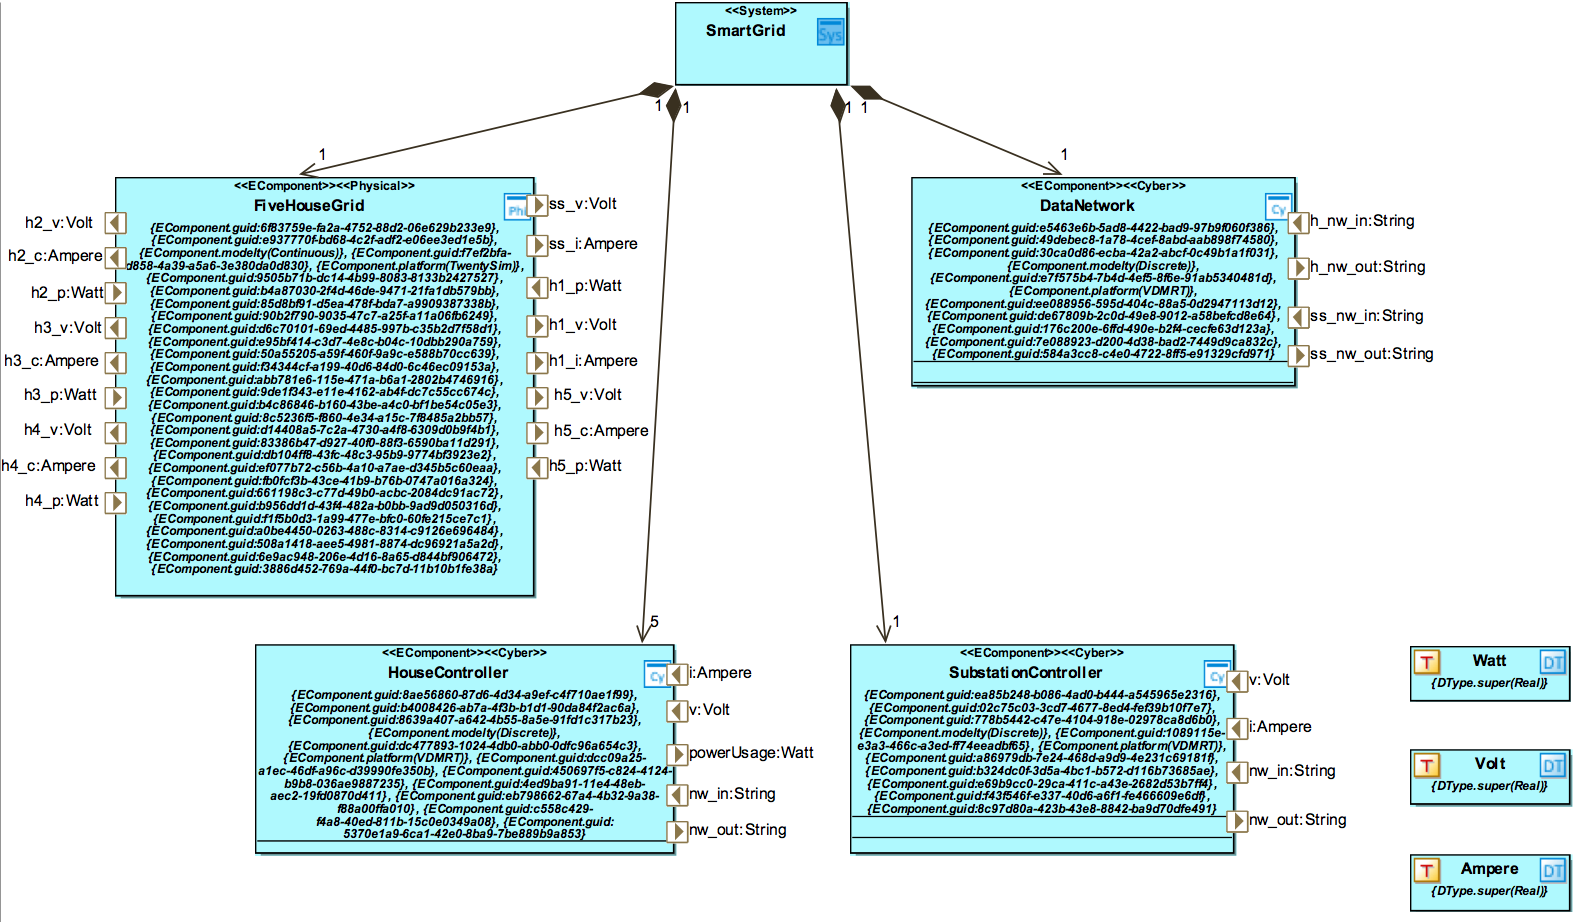 <<System>>
SmartGrid
Sys
1
1
1
1
1
1
<<EComponent>><<Physical>>
FiveHouseGrid
{EComponent.guid:6f83759e-fa2a-4752-88d2-06e629b233e9},
{EComponent.guid:e937770f-bd68-4c2f-adf2-e06ee3ed1e5b},
{EComponent.modelty(Continuous)}, {EComponent.guid:f7ef2bfa-
d858-4a39-a5a6-3e380da0d830}, {EComponent.platform(TwentySim)},
{EComponent.guid:9505b71b-dc14-4b99-8083-8133b2427527},
{EComponent.guid:b4a87030-2f4d-46de-9471-21fa1db579bb},
{EComponent.guid:85d8bf91-d5ea-478f-bda7-a9909387338b},
{EComponent.guid:90b2f790-9035-47c7-a25f-a11a06fb6249},
{EComponent.guid:d6c70101-69ed-4485-997b-c35b2d7f58d1},
{EComponent.guid:e95bf414-c3d7-4e8c-b04c-10dbb290a759},
{EComponent.guid:50a55205-a59f-460f-9a9c-e588b70cc639},
{EComponent.guid:f34344cf-a199-40d6-84d0-6c46ec09153a},
{EComponent.guid:abb781e6-115e-471a-b6a1-2802b4746916},
{EComponent.guid:9de1f343-e11e-4162-ab4f-dc7c55cc674c},
{EComponent.guid:b4c86846-b160-43be-a4c0-bf1be54c05e3},
{EComponent.guid:8c5236f5-f860-4e34-a15c-7f8485a2bb57},
{EComponent.guid:d14408a5-7c2a-4730-a4f8-6309d0b9f4b1},
{EComponent.guid:83386b47-d927-40f0-88f3-6590ba11d291},
{EComponent.guid:db104ff8-43fc-48c3-95b9-9774bf3923e2},
{EComponent.guid:ef077b72-c56b-4a10-a7ae-d345b5c60eaa},
{EComponent.guid:fb0fcf3b-43ce-41b9-b76b-0747a016a324},
{EComponent.guid:661198c3-c77d-49b0-acbc-2084dc91ac72},
{EComponent.guid:b956dd1d-43f4-482a-b0bb-9ad9d050316d},
{EComponent.guid:f1f5b0d3-1a99-477e-bfc0-60fe215ce7c1},
{EComponent.guid:a0be4450-0263-488c-8314-c9126e696484},
{EComponent.guid:508a1418-aee5-4981-8874-dc96921a5a2d},
{EComponent.guid:6e9ac948-206e-4d16-8a65-d844bf906472},
{EComponent.guid:3886d452-769a-44f0-bc7d-11b10b1fe38a}
h2_v:Volt
h2_c:Ampere
h2_p:Watt
h3_v:Volt
h3_c:Ampere
h3_p:Watt
h4_v:Volt
h4_c:Ampere
h4_p:Watt
ss_v:Volt
ss_i:Ampere
h1_p:Watt
h1_v:Volt
h1_i:Ampere
h5_v:Volt
h5_c:Ampere
h5_p:Watt
<<EComponent>><<Cyber>>
DataNetwork
Cy
{EComponent.guid:e5463e6b-5ad8-4422-bad9-97b9f060f386},
{EComponent.guid:49debec8-1a78-4cef-8abd-aab898f74580},
{EComponent.guid:30ca0d86-ecba-42a2-abcf-0c49b1a1f031},
{EComponent.modelty(Discrete)},
{EComponent.guid:e7f575b4-7b4d-4ef5-8f6e-91ab5340481d},
{EComponent.platform(VDMRT)},
{EComponent.guid:ee088956-595d-404c-88a5-0d2947113d12},
{EComponent.guid:de67809b-2c0d-49e8-9012-a58befcd8e64},
{EComponent.guid:176c200e-6ffd-490e-b2f4-cecfe63d123a},
{EComponent.guid:7e088923-d200-4d38-bad2-7449d9ca832c},
{EComponent.guid:584a3cc8-c4e0-4722-8ff5-e91329cfd971}
h_nw_in:String
h_nw_out:String
ss_nw_in:String
ss_nw_out:String
5
1
<<EComponent>><<Cyber>>
HouseController
Cy
{EComponent.guid:8ae56860-87d6-4d34-a9ef-c4f710ae1f99},
{EComponent.guid:b4008426-ab7a-4f3b-b1d1-90da84f2ac6a},
{EComponent.guid:8639a407-a642-4b55-8a5e-91fd1c317b23},
{EComponent.modelty(Discrete)},
{EComponent.guid:dc477893-1024-4db0-abb0-0dfc96a654c3},
{EComponent.platform(VDMRT)}, {EComponent.guid:dcc09a25-
a1ec-46df-a96c-d39990fe350b}, {EComponent.guid:450697f5-c824-4124-
b9b8-036ae9887235}, {EComponent.guid:4ed9ba91-11e4-48eb-
aec2-19fd0870d411}, {EComponent.guid:eb798662-67a4-4b32-9a38-
f88a00ffa010}, {EComponent.guid:c558c429-
f4a8-40ed-811b-15c0e0349a08}, {EComponent.guid:
5370e1a9-6ca1-42e0-8ba9-7be889b9a853}
i:Ampere
v:Volt
powerUsage:Watt
nw_in:String
nw_out:String
<<EComponent>><<Cyber>>
SubstationController
Cy
{EComponent.guid:ea85b248-b086-4ad0-b444-a545965e2316},
{EComponent.guid:02c75c03-3cd7-4677-8ed4-fef39b10f7e7},
{EComponent.guid:778b5442-c47e-4104-918e-02978ca8d6b0},
{EComponent.modelty(Discrete)}, {EComponent.guid:1089115e-
e3a3-466c-a3ed-ff74eeadbf65}, {EComponent.platform(VDMRT)},
{EComponent.guid:a86979db-7e24-468d-a9d9-4e231c69181f},
{EComponent.guid:b324dc0f-3d5a-4bc1-b572-d116b73685ae},
{EComponent.guid:e69b9cc0-29ca-411c-a43e-2682d53b7ff4},
{EComponent.guid:f43f546f-e337-40d6-a6f1-fe466609e6df},
{EComponent.guid:8c97d80a-423b-43e8-8842-ba9d70dfe491}
v:Volt
i:Ampere
nw_in:String
nw_out:String
T
Watt
DT
{DType.super(Real)}
T
Volt
DT
{DType.super(Real)}
T
Ampere
DT
{DType.super(Real)}